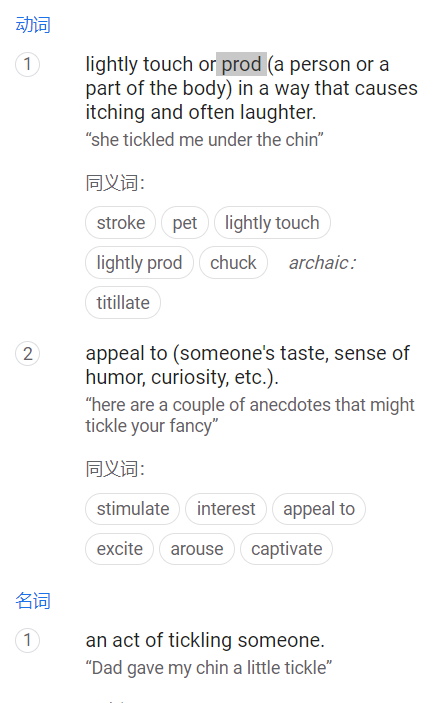 动词
1
lightly touch or prod (a person or a
part of the body) in a way that causes
itching and often laughter.
“she tickled me under the chin”
同义词：
stroke pet lightly touch
lightly prod chuck archaic：
titillate
2
appeal to (someone's taste, sense of
humor, curiosity, etc.).
“here are a couple of anecdotes that might
tickle your fancy”
同义词：
stimulate interest appeal to
excite arouse captivate
名词
1
an act of tickling someone.
“Dad gave my chin a little tickle”